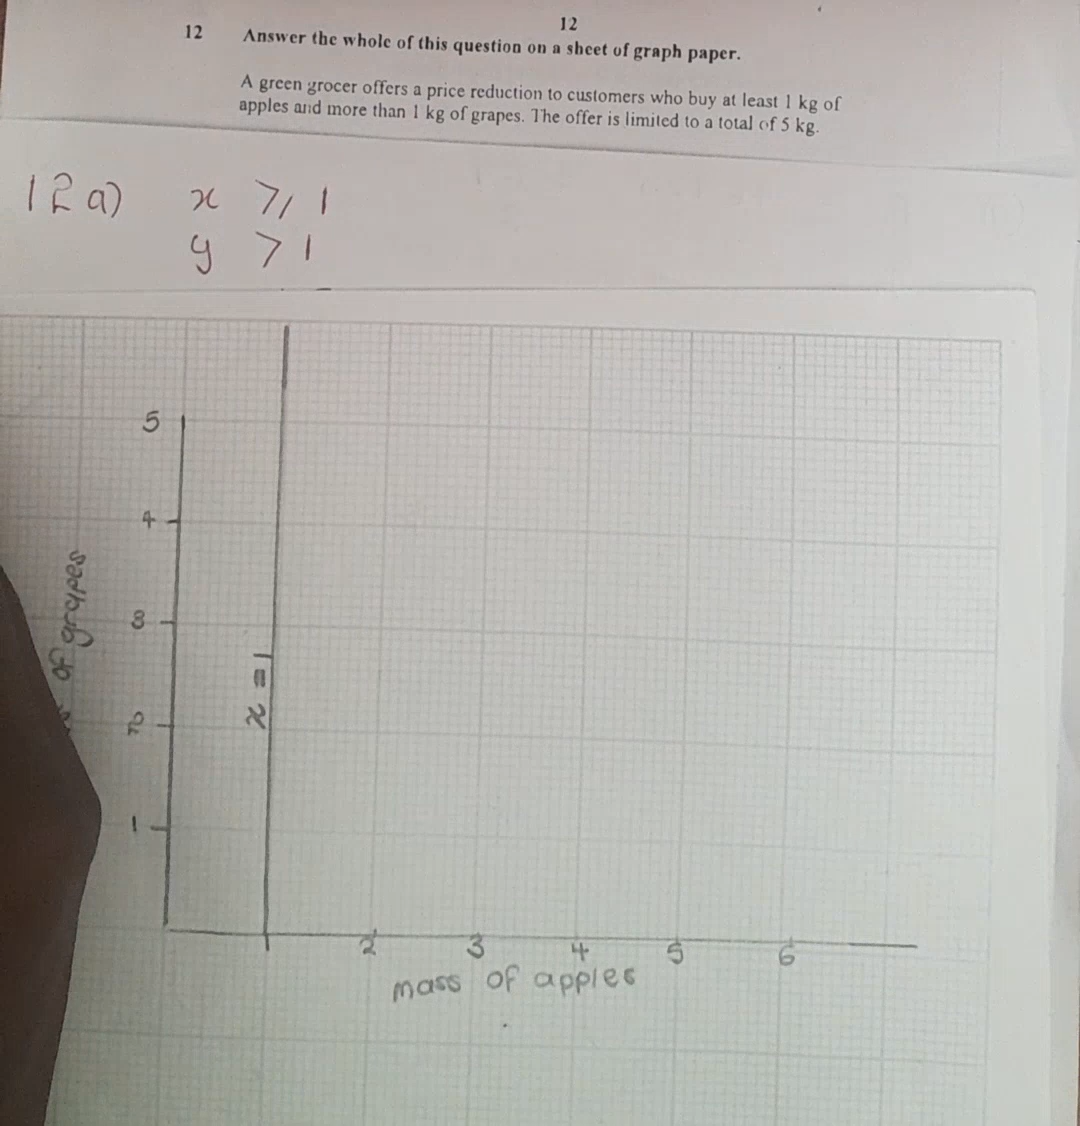 12
12 Answer the whole of this question on a sheet of graph paper.
A green grocer offers a price reduction to customers who buy at least 1 kg of
apples and more than 1 kg of grapes. The offer is limited to a total of 5 kg.
12 a) x ⩾ 1
y > 1
5
4
3
2
1
of grapes
x = 1
2 3 4 5 6
mass of apples